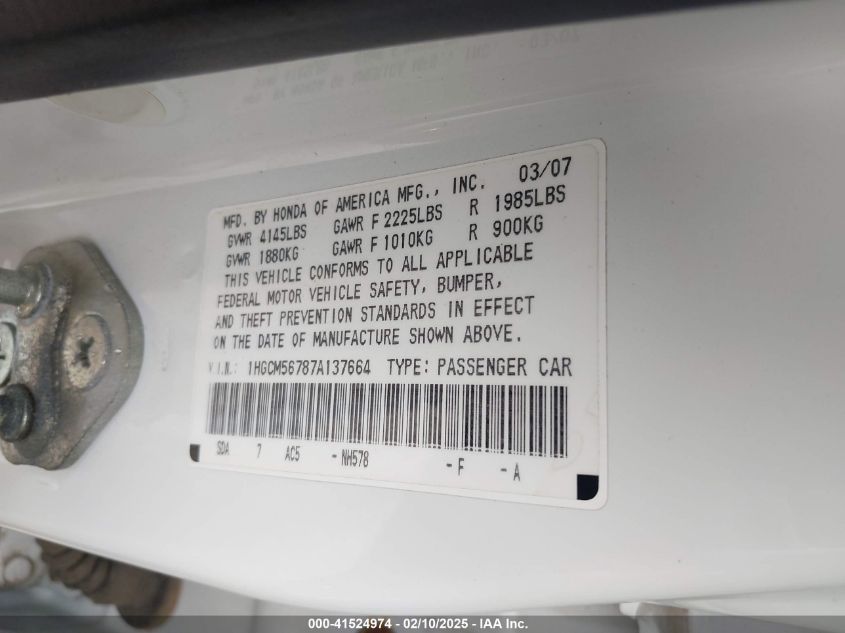 MFD. BY HONDA OF AMERICA MFG., INC. 03/07
GVWR 4145LBS GAWR F 2225LBS R 1985LBS
GVWR 1880KG GAWR F 1010KG R 900KG
THIS VEHICLE CONFORMS TO ALL APPLICABLE
FEDERAL MOTOR VEHICLE SAFETY, BUMPER,
AND THEFT PREVENTION STANDARDS IN EFFECT
ON THE DATE OF MANUFACTURE SHOWN ABOVE.
V.I.N.: 1HGCM56787A137664 TYPE: PASSENGER CAR
SDA 7 AC5 - NH578 - F - A
000-41524974 | 02/10/2025 | IAA Inc.